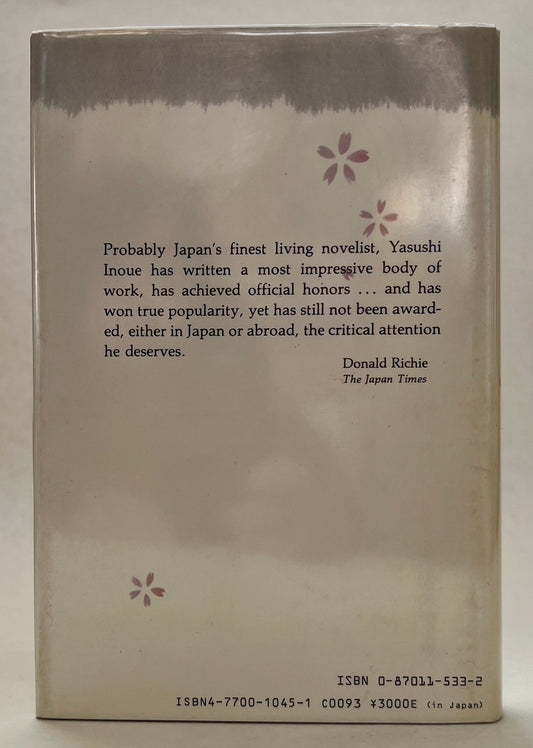 Probably Japan's finest living novelist, Yasushi
Inoue has written a most impressive body of
work, has achieved official honors ... and has
won true popularity, yet has still not been award-
ed, either in Japan or abroad, the critical attention
he deserves.
Donald Richie
The Japan Times
ISBN 0-87011-533-2
ISBN4-7700-1045-1 C0093 ¥3000E (in Japan)